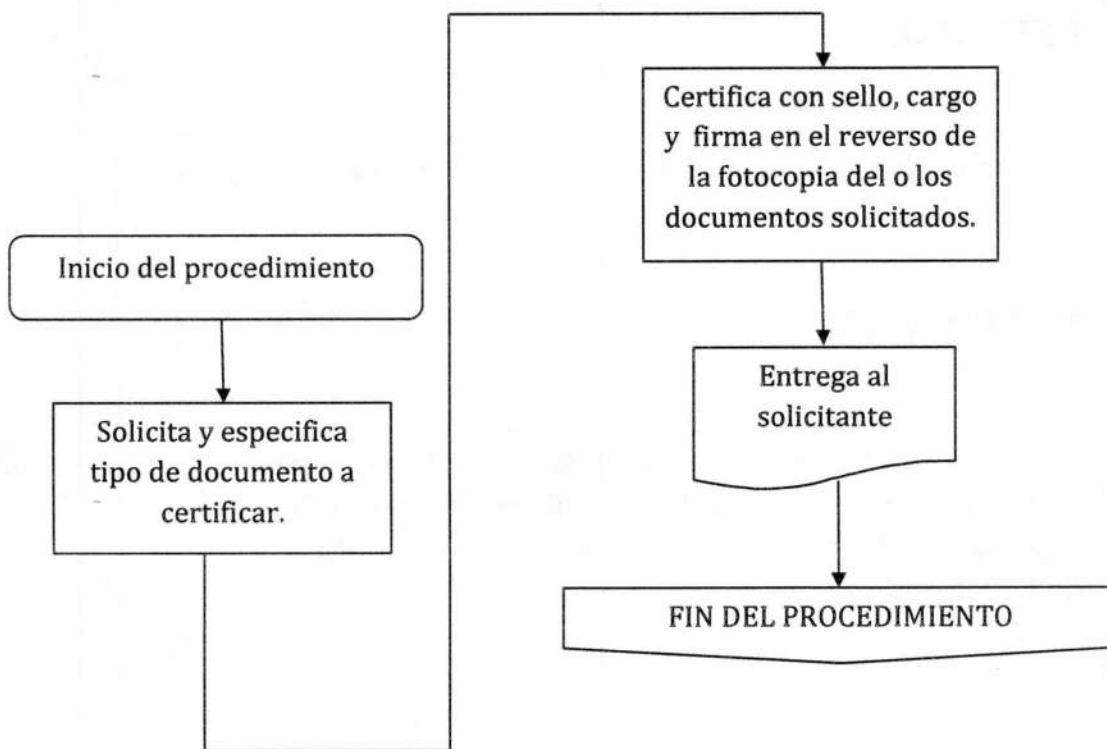 Inicio del procedimiento
Solicita y especifica
tipo de documento a
certificar.
Certifica con sello, cargo
y firma en el reverso de
la fotocopia del o los
documentos solicitados.
Entrega al
solicitante
FIN DEL PROCEDIMIENTO